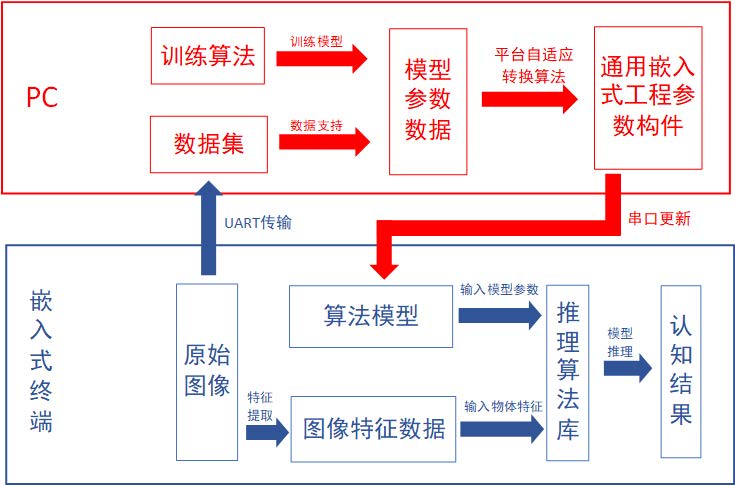 PC
训练算法
训练模型
数据集
数据支持
模型
参数
数据
平台自适应
转换算法
通用嵌入
式工程参
数构件
UART传输
串口更新
嵌
入
式
终
端
原始
图像
特征
提取
算法模型
图像特征数据
输入模型参数
输入物体特征
推
理
算
法
库
模型
推理
认
知
结
果